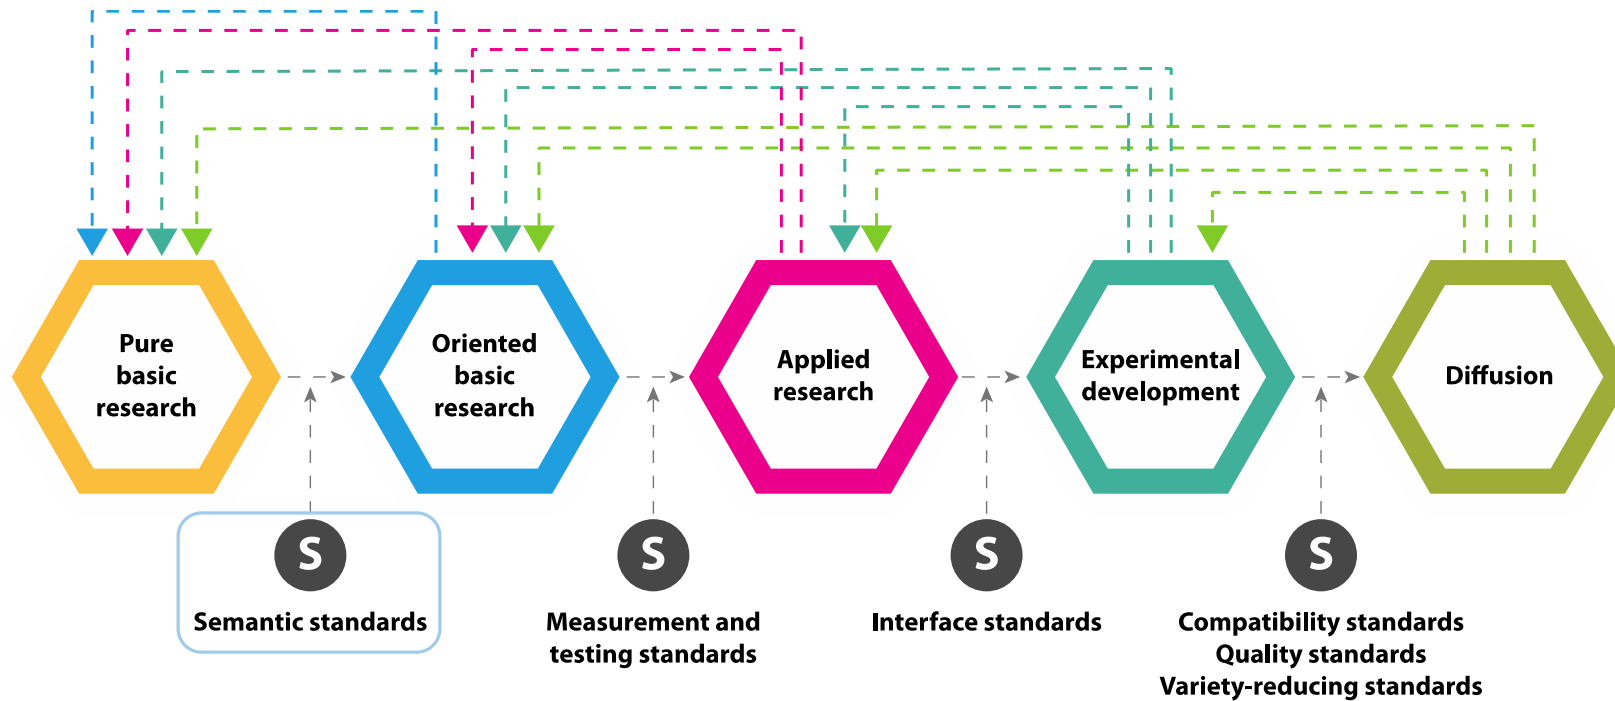 Pure
basic
research
Oriented
basic
research
Applied
research
Experimental
development
Diffusion
S
Semantic standards
S
Measurement and
testing standards
S
Interface standards
S
Compatibility standards
Quality standards
Variety-reducing standards